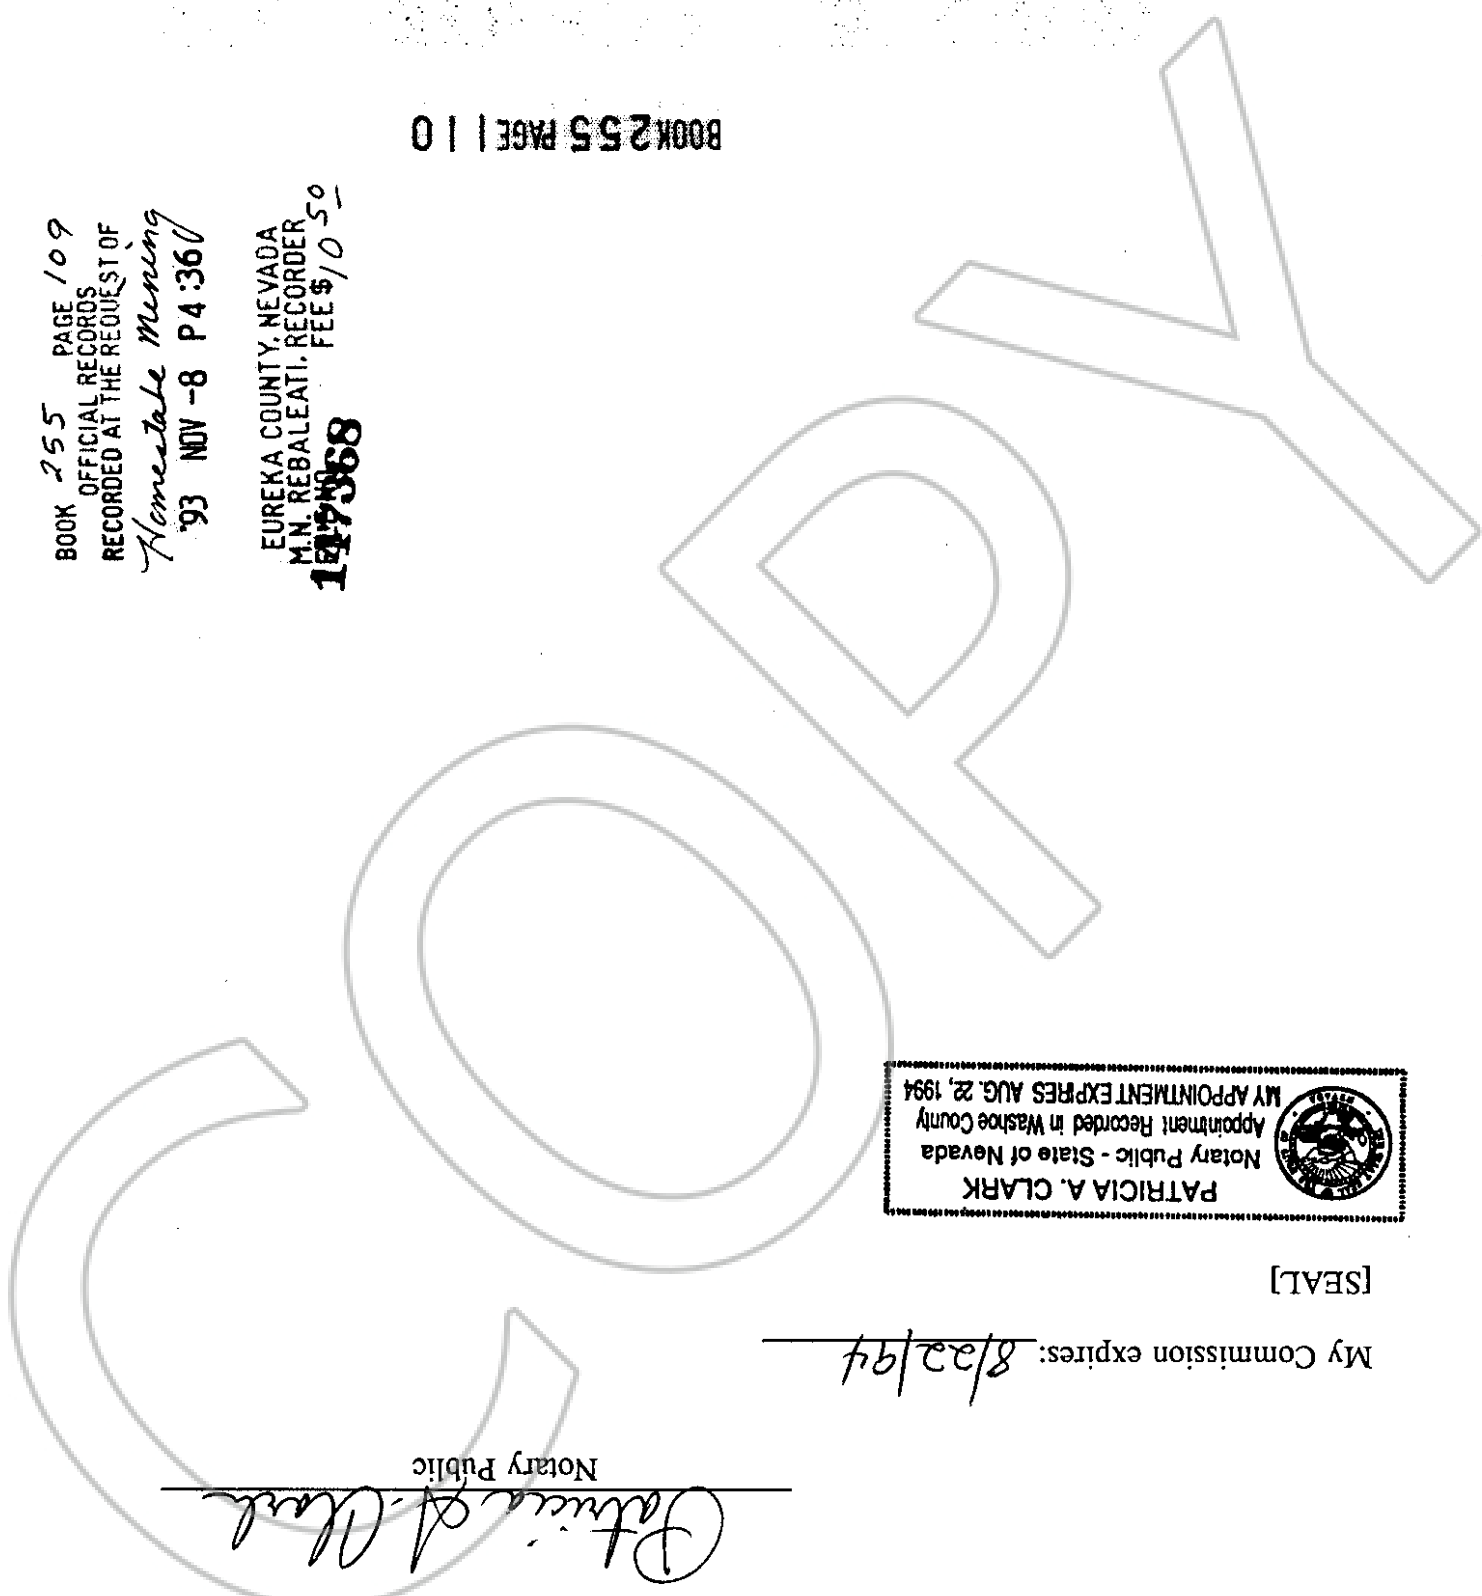 Patricia A. Clark
Notary Public
My Commission expires: 8/22/94
[SEAL]
PATRICIA A. CLARK
Notary Public - State of Nevada
Appointment Recorded in Washoe County
MY APPOINTMENT EXPIRES AUG. 22, 1994
BOOK 255 PAGE 109
OFFICIAL RECORDS
RECORDED AT THE REQUEST OF
Homestake Mining
'93 NOV -8 P4:36
EUREKA COUNTY, NEVADA
M.N. REBALEATI, RECORDER
FEE $10 50
147368
BOOK 255 PAGE 110
COPY